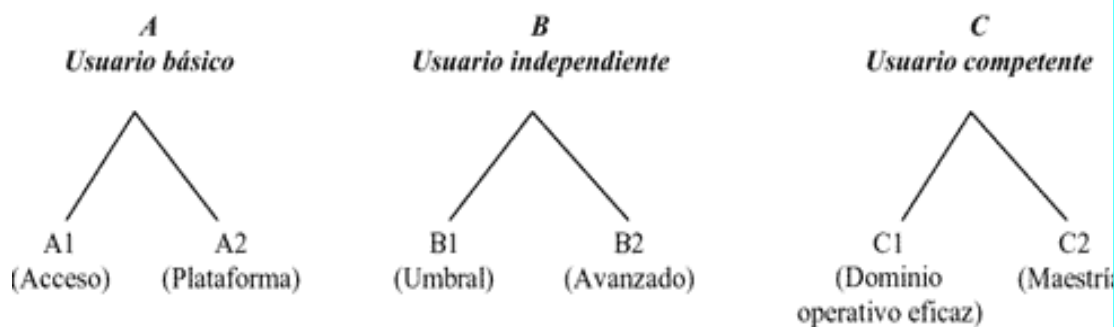 A
Usuario básico
B
Usuario independiente
C
Usuario competente
A1
(Acceso)
A2
(Plataforma)
B1
(Umbral)
B2
(Avanzado)
C1
(Dominio
operativo eficaz)
C2
(Maestría